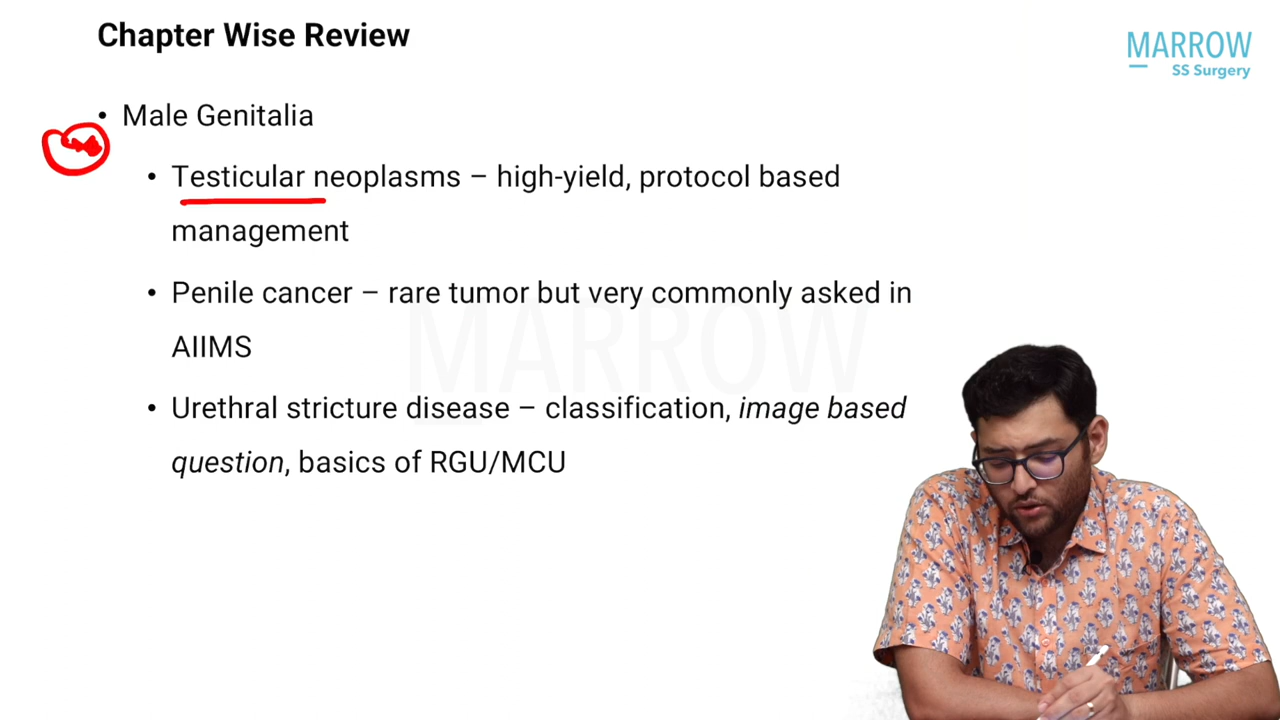 Chapter Wise Review
MARROW
SS Surgery
• Male Genitalia
• Testicular neoplasms – high-yield, protocol based
management
• Penile cancer – rare tumor but very commonly asked in
AIIMS
• Urethral stricture disease – classification, image based
question, basics of RGU/MCU
MARROW